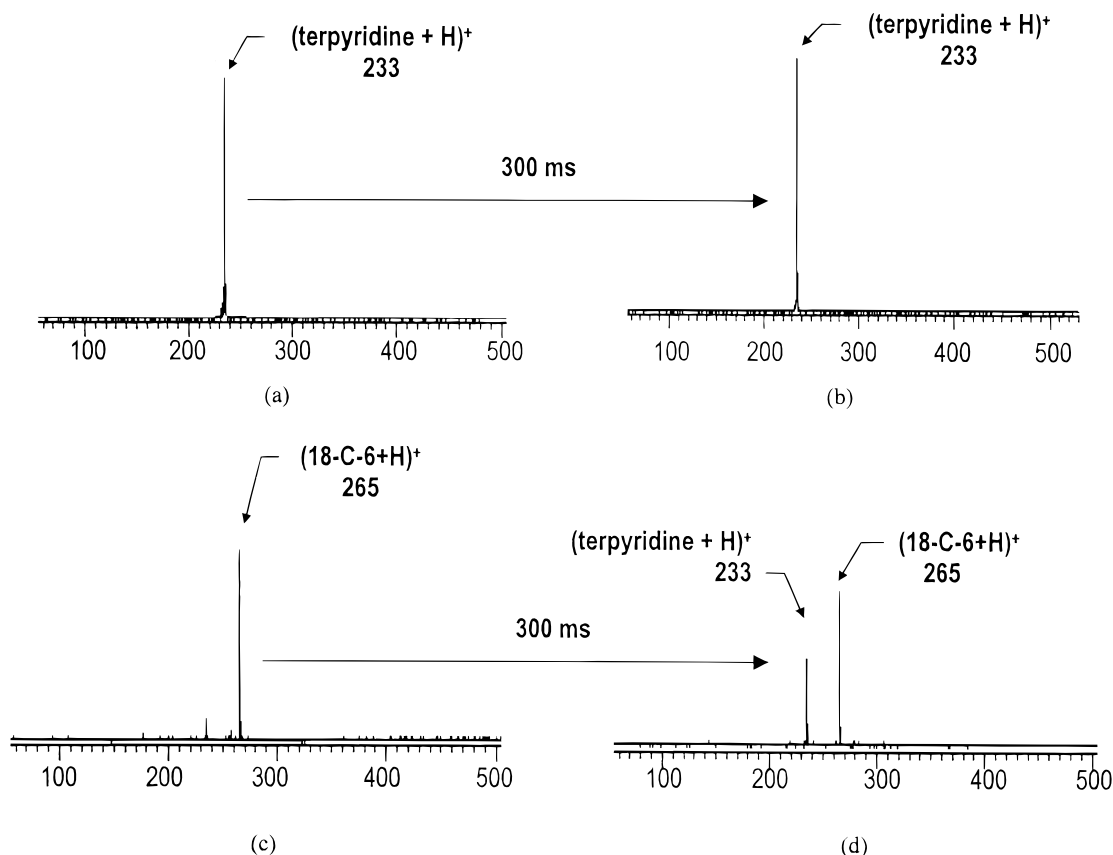 (terpyridine + H)⁺
233
(terpyridine + H)⁺
233
300 ms
100 200 300 400 500
(a)
100 200 300 400 500
(b)
(18-C-6+H)⁺
265
(terpyridine + H)⁺
233
(18-C-6+H)⁺
265
300 ms
100 200 300 400 500
(c)
100 200 300 400 500
(d)